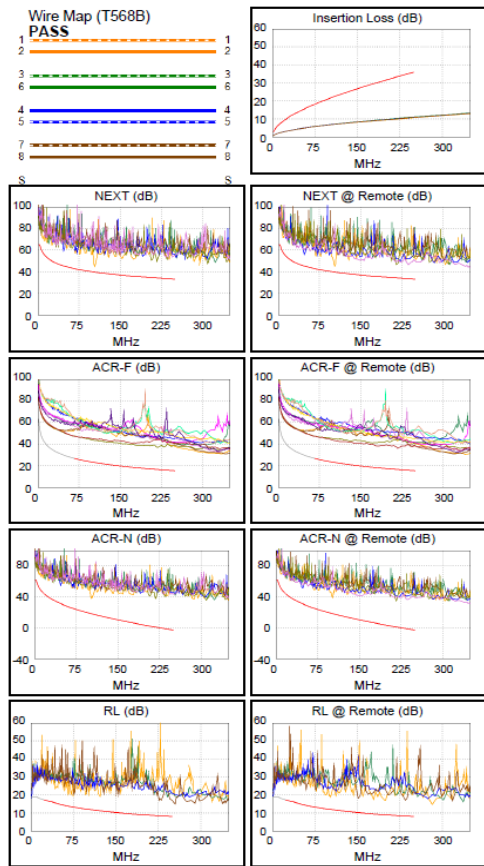 Wire Map (T568B)
PASS
1 1
2 2
3 3
6 6
4 4
5 5
7 7
8 8
S S
Insertion Loss (dB)
60
50
40
30
20
10
0
0 75 150 225 300
MHz
NEXT (dB)
100
80
60
40
20
0
0 75 150 225 300
MHz
NEXT @ Remote (dB)
100
80
60
40
20
0
0 75 150 225 300
MHz
ACR-F (dB)
100
80
60
40
20
0
0 75 150 225 300
MHz
ACR-F @ Remote (dB)
100
80
60
40
20
0
0 75 150 225 300
MHz
ACR-N (dB)
80
40
0
-40
0 75 150 225 300
MHz
ACR-N @ Remote (dB)
80
40
0
-40
0 75 150 225 300
MHz
RL (dB)
60
50
40
30
20
10
0
0 75 150 225 300
MHz
RL @ Remote (dB)
60
50
40
30
20
10
0
0 75 150 225 300
MHz